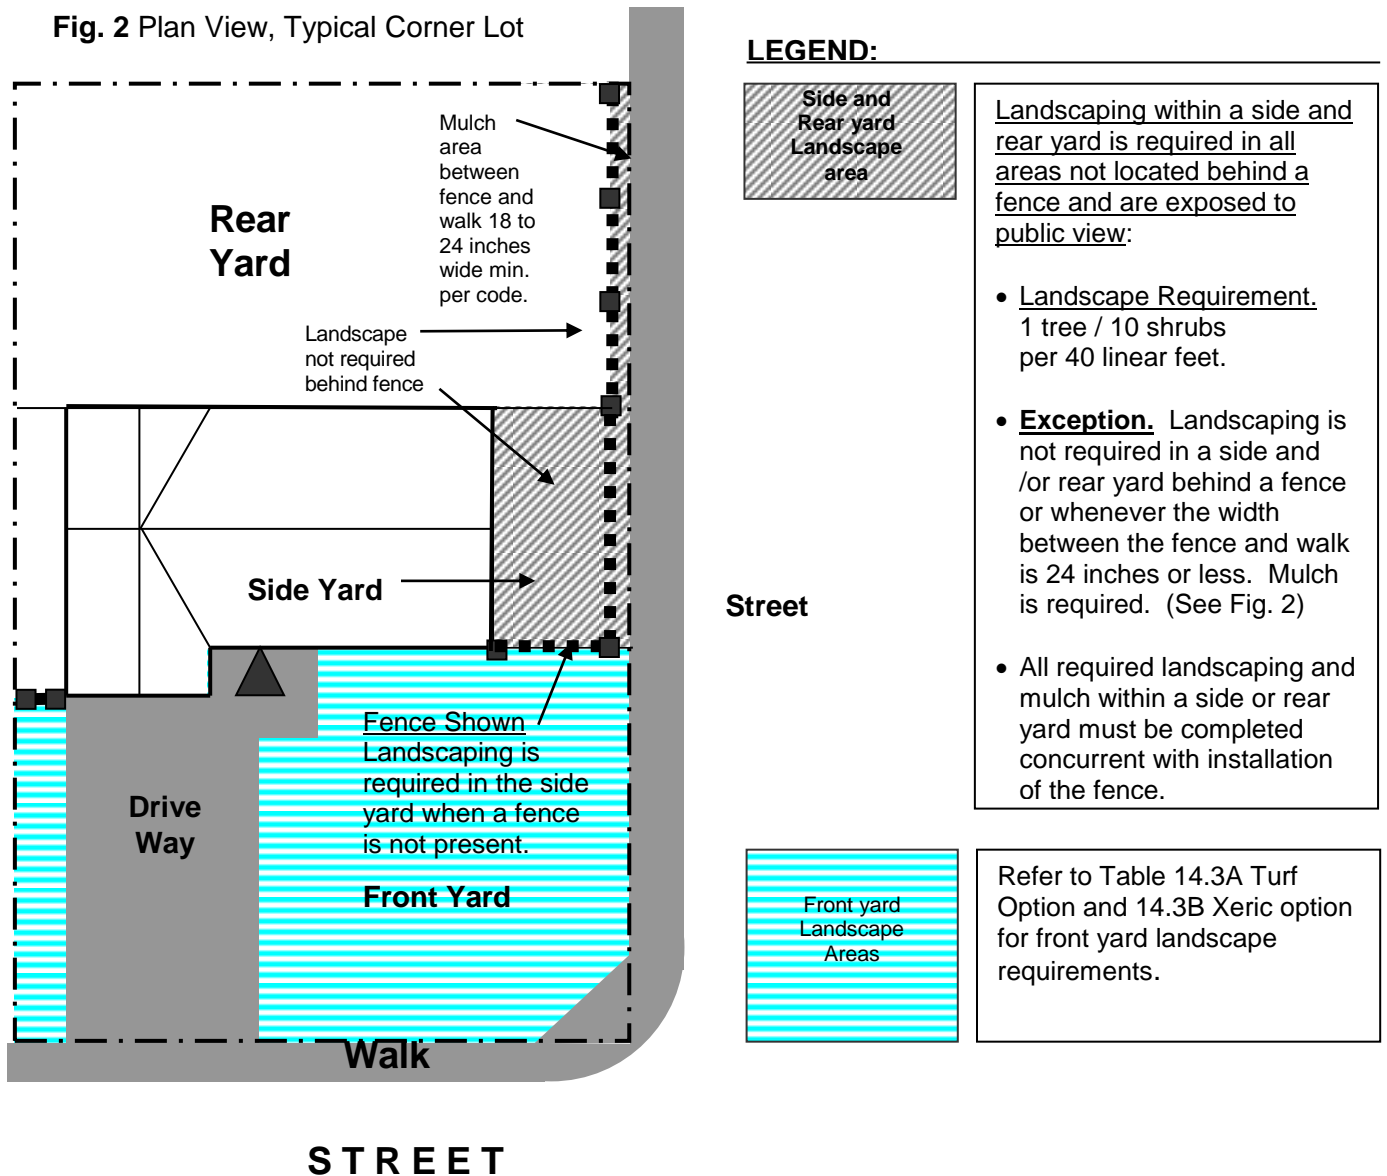 Fig. 2 Plan View, Typical Corner Lot
Mulch
area
between
fence and
walk 18 to
24 inches
wide min.
per code.
Rear
Yard
Landscape
not required
behind fence
Side Yard
Street
Fence Shown
Landscaping is
required in the side
yard when a fence
is not present.
Drive
Way
Front Yard
Walk
S T R E E T
LEGEND:
Side and
Rear yard
Landscape
area
Landscaping within a side and
rear yard is required in all
areas not located behind a
fence and are exposed to
public view:
• Landscape Requirement.
1 tree / 10 shrubs
per 40 linear feet.
• Exception. Landscaping is
not required in a side and
/or rear yard behind a fence
or whenever the width
between the fence and walk
is 24 inches or less. Mulch
is required. (See Fig. 2)
• All required landscaping and
mulch within a side or rear
yard must be completed
concurrent with installation
of the fence.
Front yard
Landscape
Areas
Refer to Table 14.3A Turf
Option and 14.3B Xeric option
for front yard landscape
requirements.